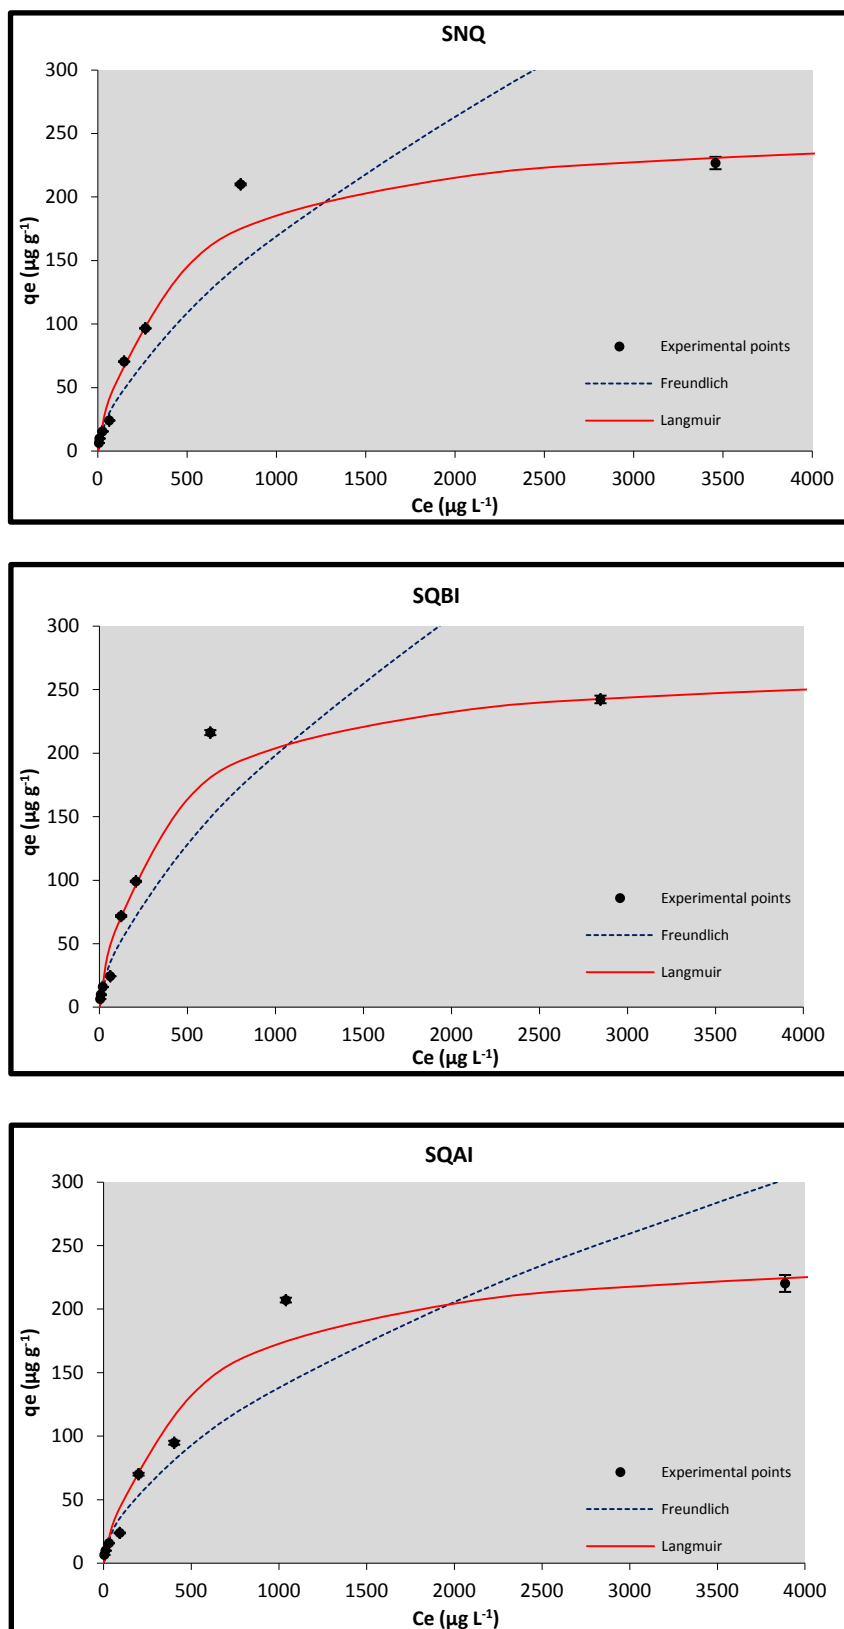 SNQ
300
250
200
150
100
50
0
qe (µg g⁻¹)
Experimental points
Freundlich
Langmuir
0 500 1000 1500 2000 2500 3000 3500 4000
Ce (µg L⁻¹)
SQBI
300
250
200
150
100
50
0
qe (µg g⁻¹)
Experimental points
Freundlich
Langmuir
0 500 1000 1500 2000 2500 3000 3500 4000
Ce (µg L⁻¹)
SQAI
300
250
200
150
100
50
0
qe (µg g⁻¹)
Experimental points
Freundlich
Langmuir
0 500 1000 1500 2000 2500 3000 3500 4000
Ce (µg L⁻¹)